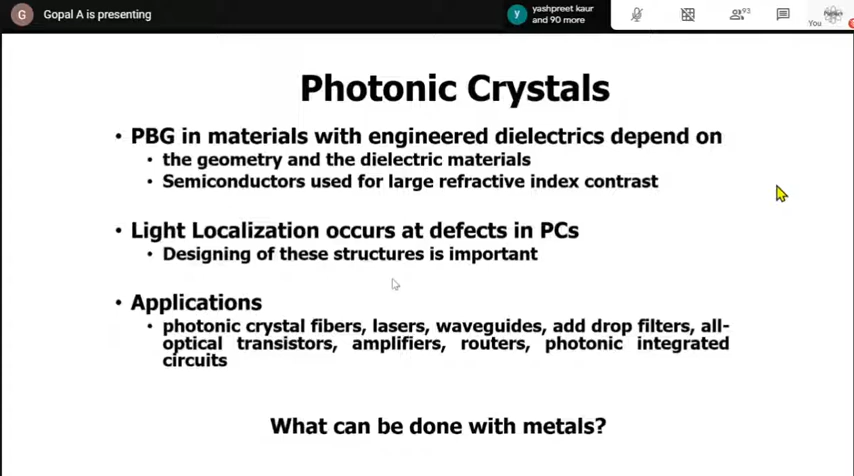 G Gopal A is presenting
Y yashpreet kaur
and 90 more
93
You
Photonic Crystals
• PBG in materials with engineered dielectrics depend on
• the geometry and the dielectric materials
• Semiconductors used for large refractive index contrast
• Light Localization occurs at defects in PCs
• Designing of these structures is important
• Applications
• photonic crystal fibers, lasers, waveguides, add drop filters, all-
optical transistors, amplifiers, routers, photonic integrated
circuits
What can be done with metals?